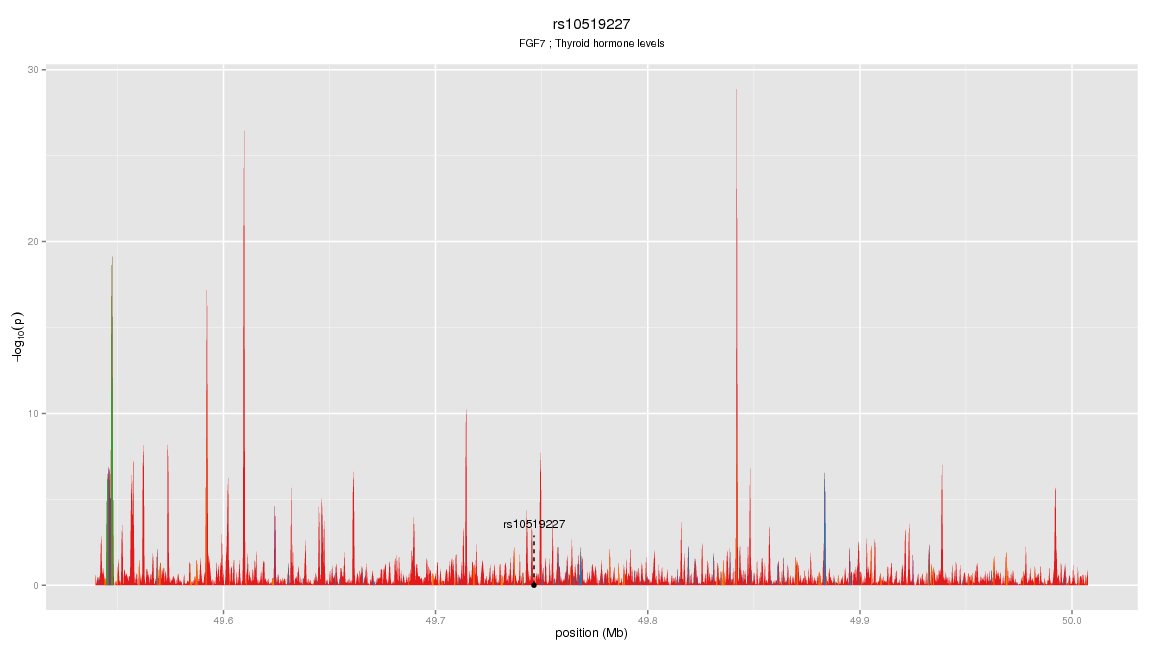 rs10519227
FGF7 ; Thyroid hormone levels
30
20
10
0
−log10(p)
rs10519227
49.6
49.7
49.8
49.9
50.0
position (Mb)